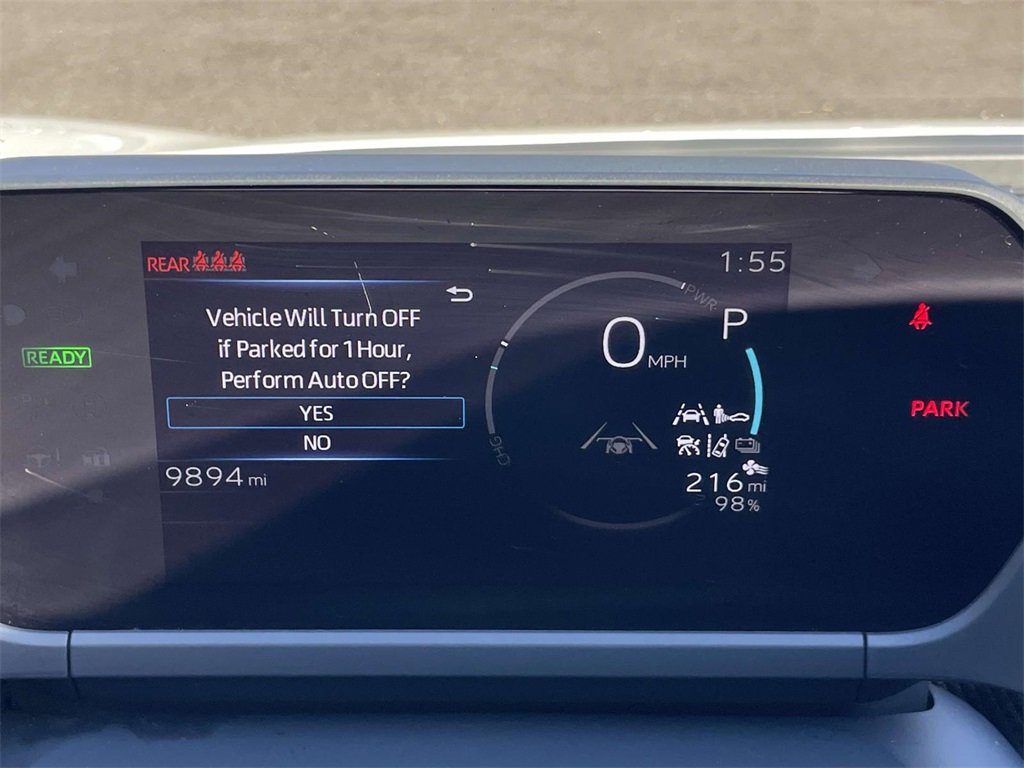 REAR
1:55
PWR
Vehicle Will Turn OFF
if Parked for 1 Hour,
Perform Auto OFF?
0 MPH
P
READY
YES
NO
PARK
CHG
9894 mi
216 mi
98%